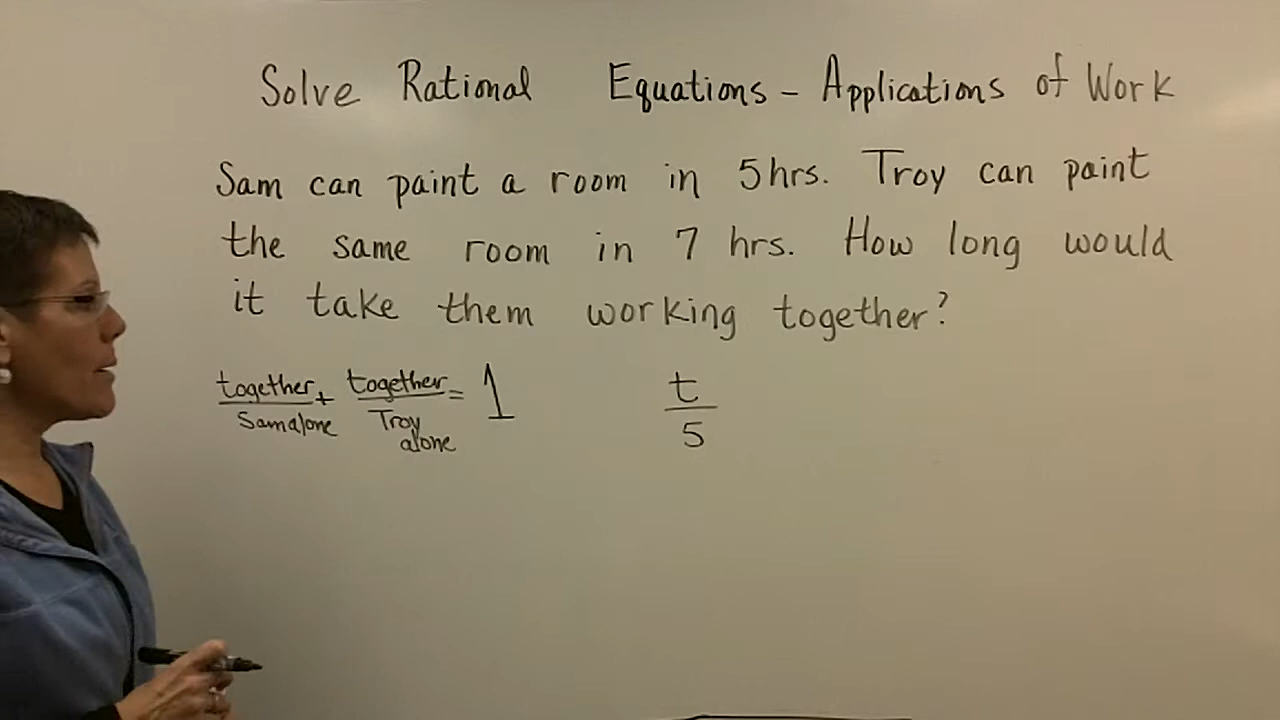 Solve Rational Equations - Applications of Work
Sam can paint a room in 5hrs. Troy can paint
the same room in 7 hrs. How long would
it take them working together?
together + together = 1 t
Sam alone Troy 5
alone